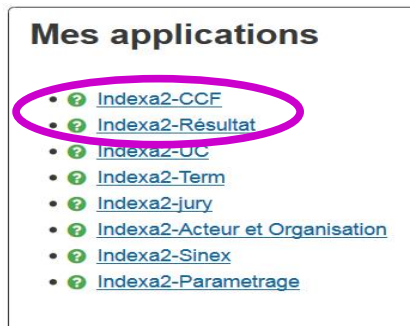 Mes applications
Indexa2-CCF
Indexa2-Résultat
Indexa2-UC
Indexa2-Term
Indexa2-jury
Indexa2-Acteur et Organisation
Indexa2-Sinex
Indexa2-Parametrage